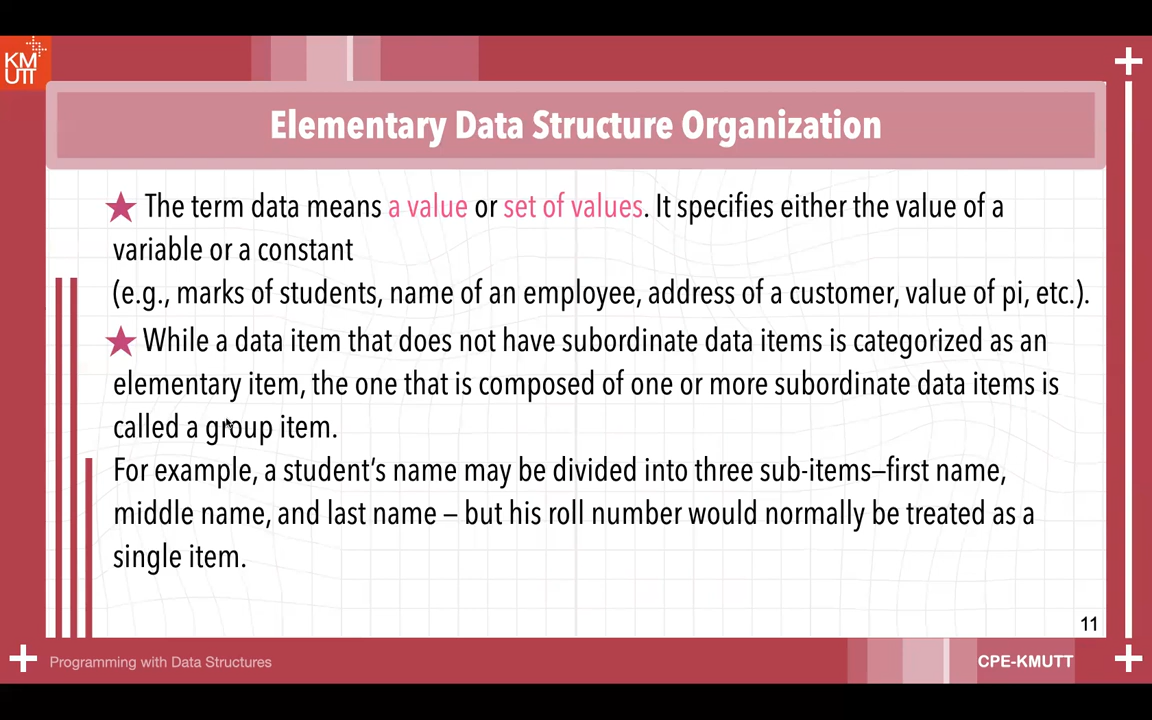 KM
UTT
Elementary Data Structure Organization
★ The term data means a value or set of values. It specifies either the value of a
variable or a constant
(e.g., marks of students, name of an employee, address of a customer, value of pi, etc.).
★ While a data item that does not have subordinate data items is categorized as an
elementary item, the one that is composed of one or more subordinate data items is
called a group item.
For example, a student’s name may be divided into three sub-items—first name,
middle name, and last name – but his roll number would normally be treated as a
single item.
11
Programming with Data Structures
CPE-KMUTT